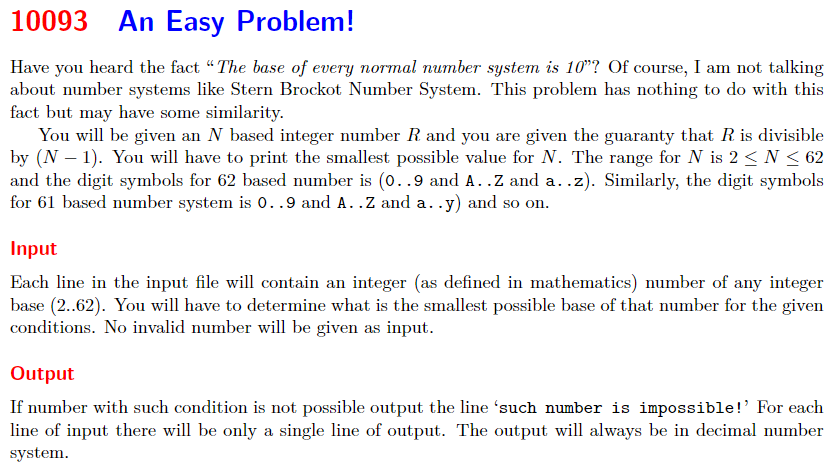 10093 An Easy Problem!
Have you heard the fact “The base of every normal number system is 10”? Of course, I am not talking
about number systems like Stern Brockot Number System. This problem has nothing to do with this
fact but may have some similarity.
You will be given an N based integer number R and you are given the guaranty that R is divisible
by (N − 1). You will have to print the smallest possible value for N. The range for N is 2 ≤ N ≤ 62
and the digit symbols for 62 based number is (0..9 and A..Z and a..z). Similarly, the digit symbols
for 61 based number system is 0..9 and A..Z and a..y) and so on.
Input
Each line in the input file will contain an integer (as defined in mathematics) number of any integer
base (2..62). You will have to determine what is the smallest possible base of that number for the given
conditions. No invalid number will be given as input.
Output
If number with such condition is not possible output the line ‘such number is impossible!’ For each
line of input there will be only a single line of output. The output will always be in decimal number
system.